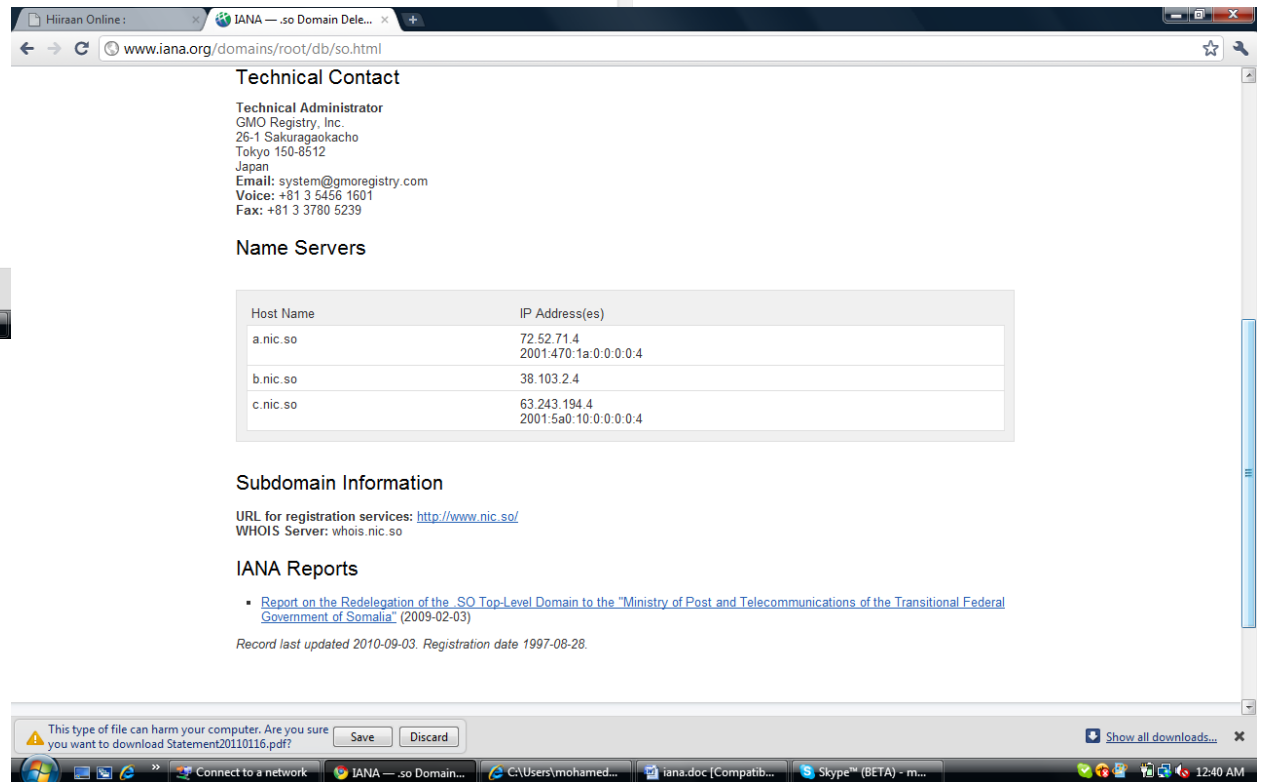 Hiiraan Online :
IANA — .so Domain Dele...
www.iana.org/domains/root/db/so.html
Technical Contact
Technical Administrator
GMO Registry, Inc.
26-1 Sakuragaokacho
Tokyo 150-8512
Japan
Email: system@gmoregistry.com
Voice: +81 3 5456 1601
Fax: +81 3 3780 5239
Name Servers
Host Name IP Address(es)
a.nic.so 72.52.71.4
2001:470:1a:0:0:0:0:4
b.nic.so 38.103.2.4
c.nic.so 63.243.194.4
2001:5a0:10:0:0:0:0:4
Subdomain Information
URL for registration services: http://www.nic.so/
WHOIS Server: whois.nic.so
IANA Reports
Report on the Redelegation of the .SO Top-Level Domain to the "Ministry of Post and Telecommunications of the Transitional Federal
Government of Somalia" (2009-02-03)
Record last updated 2010-09-03. Registration date 1997-08-28.
This type of file can harm your computer. Are you sure
you want to download Statement20110116.pdf?
Save Discard
Show all downloads...
Connect to a network
IANA — .so Domain...
C:\Users\mohamed...
iana.doc [Compatib...
Skype™ (BETA) - m...
12:40 AM